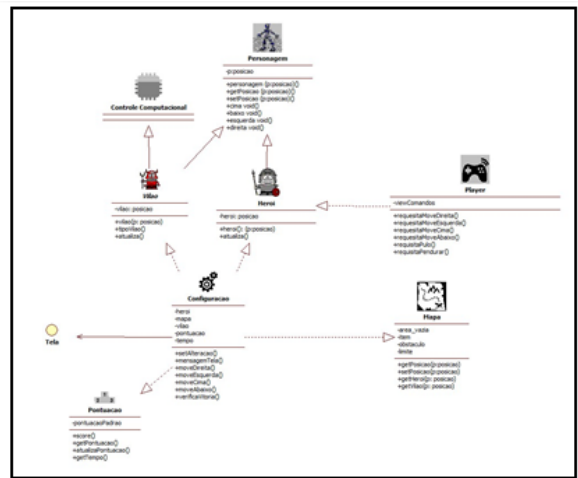 Personagem
-p:posicao
+personagem (p:posicao)()
+getPosicao (p:posicao)()
+setPosicao (p:posicao)()
+cima void()
+baixo void()
+esquerda void()
+direita void()
Controle Computacional
Vilao
-vilao: posicao
+vilao(p: posicao)
+tipoVilao()
+atualiza()
Heroi
-heroi: posicao
+heroi(): (p:posicao)
+atualiza()
Player
-viewComandos
+requisitaMoveDireita()
+requisitaMoveEsquerda()
+requisitaMoveCima()
+requisitaMoveAbaixo()
+requistaPulo()
+requistaPendurar()
Configuracao
-heroi
-mapa
-vilao
-pontuacao
-tempo
+setAlteracao()
+mensagemTela()
+moveDireita()
+moveEsquerda()
+moveCima()
+moveAbaixo()
+verificaVitoria()
Mapa
-area_vazia
-item
-obstaculo
-limite
+getPosicao(p:posicao)
+setPosicao(p:posicao)
+getHeroi(p: posicao)
+getVilao(p: posicao)
Tela
Pontuacao
-pontuacaoPadrao
+score()
+getPontuacao()
+atualizaPontuacao()
+getTempo()